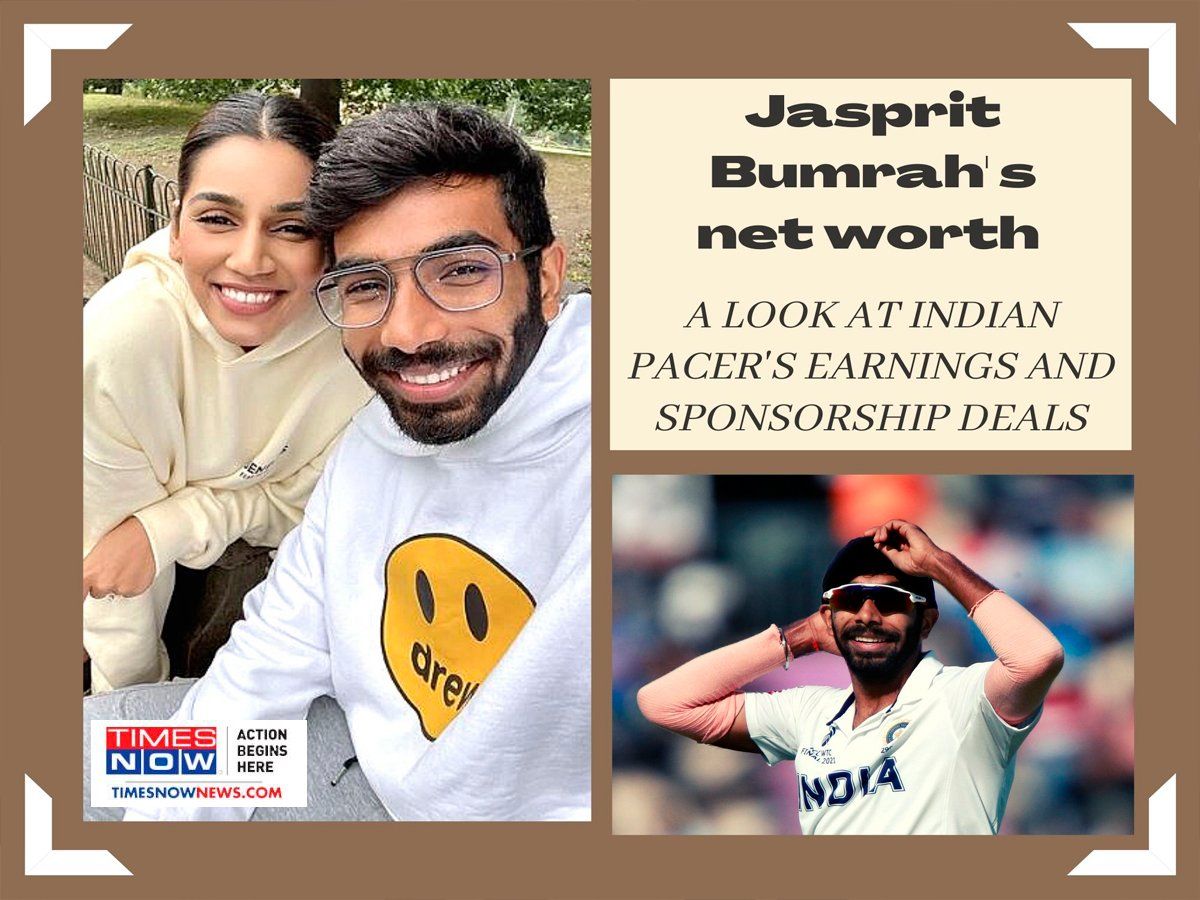 Jasprit
Bumrah's
net worth
A LOOK AT INDIAN
PACER'S EARNINGS AND
SPONSORSHIP DEALS
drew
TIMES
NOW
ACTION
BEGINS
HERE
TIMESNOWNEWS.COM
2021
INDIA